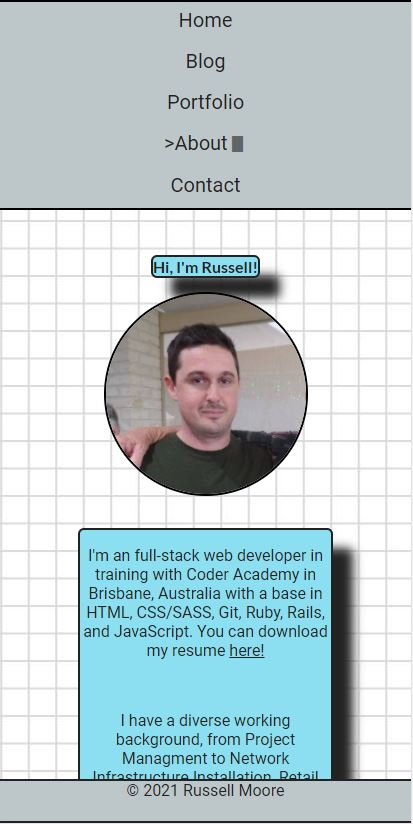 Home
Blog
Portfolio
>About
Contact
Hi, I'm Russell!
I'm an full-stack web developer in
training with Coder Academy in
Brisbane, Australia with a base in
HTML, CSS/SASS, Git, Ruby, Rails,
and JavaScript. You can download
my resume here!
I have a diverse working
background, from Project
Managment to Network
Infrastructure Installation, Retail
© 2021 Russell Moore